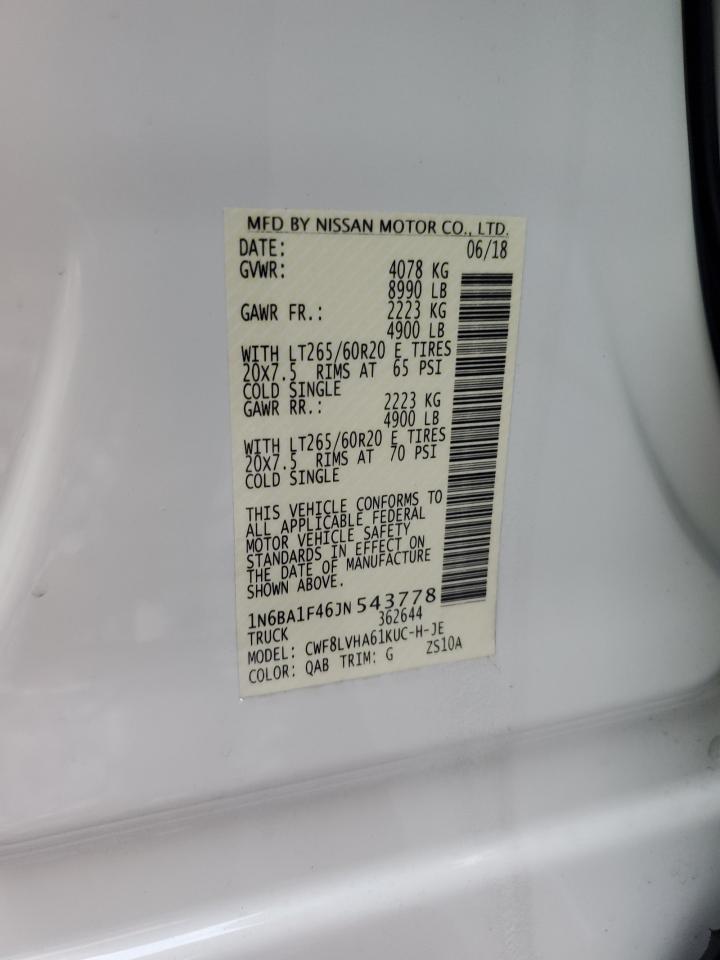 MFD BY NISSAN MOTOR CO., LTD.
DATE: 06/18
GVWR: 4078 KG
8990 LB
GAWR FR.: 2223 KG
4900 LB
WITH LT265/60R20 E TIRES
20X7.5 RIMS AT 65 PSI
COLD SINGLE
GAWR RR.: 2223 KG
4900 LB
WITH LT265/60R20 E TIRES
20X7.5 RIMS AT 70 PSI
COLD SINGLE
THIS VEHICLE CONFORMS TO
ALL APPLICABLE FEDERAL
MOTOR VEHICLE SAFETY
STANDARDS IN EFFECT ON
THE DATE OF MANUFACTURE
SHOWN ABOVE.
1N6BA1F46JN543778
TRUCK 362644
MODEL: CWF8LVHA61KUC-H-JE
COLOR: QAB TRIM: G ZS10A